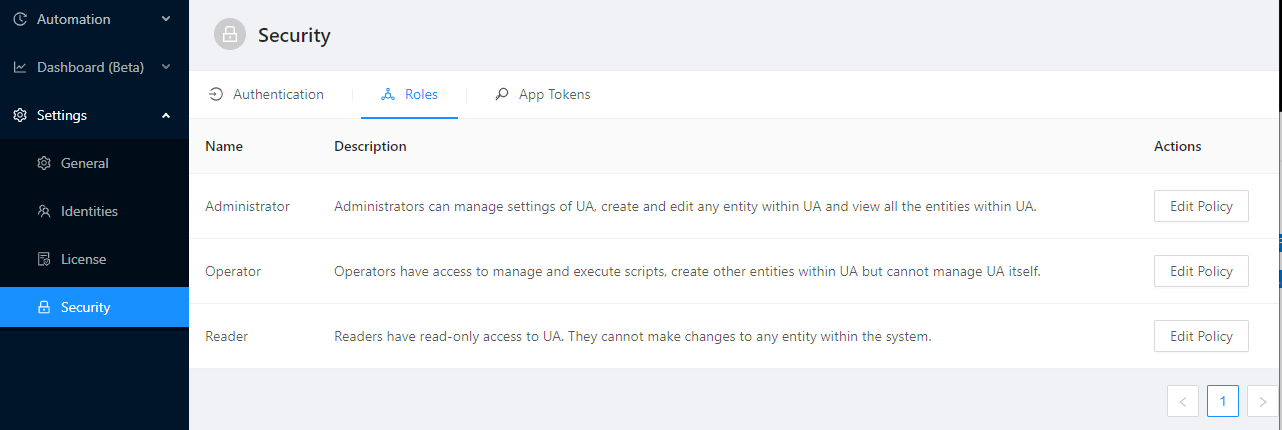 Automation
Dashboard (Beta)
Settings
General
Identities
License
Security
Security
Authentication
Roles
App Tokens
Name Description Actions
Administrator Administrators can manage settings of UA, create and edit any entity within UA and view all the entities within UA. Edit Policy
Operator Operators have access to manage and execute scripts, create other entities within UA but cannot manage UA itself. Edit Policy
Reader Readers have read-only access to UA. They cannot make changes to any entity within the system. Edit Policy
1